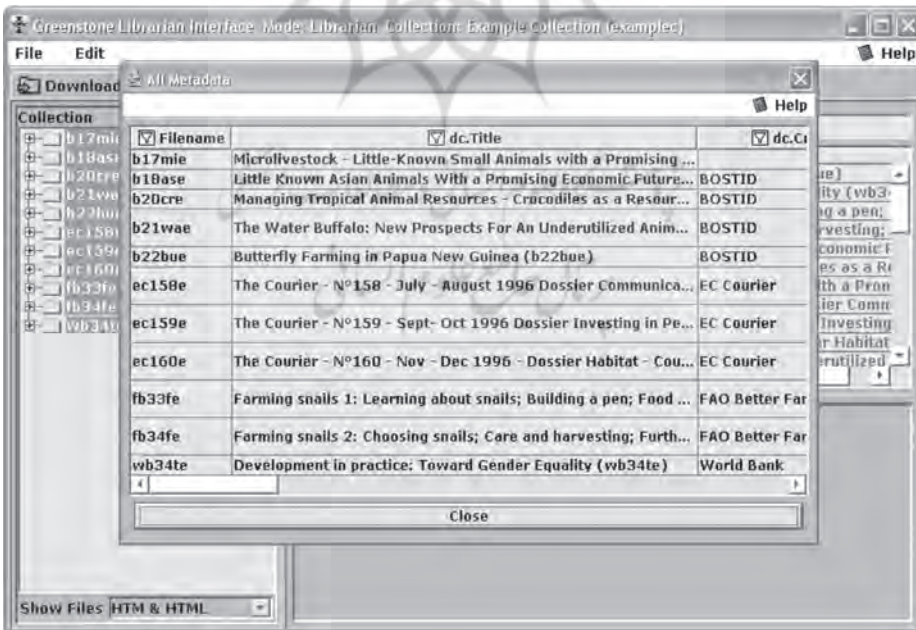 Greenstone Librarian Interface Mode: Librarian Collection: Example Collection (examplec)
File Edit Help
Download
All Metadata
Help
Collection
Filename dc.Title dc.Cr
b17mie Microlivestock - Little-Known Small Animals with a Promising ...
b18ase Little Known Asian Animals With a Promising Economic Future... BOSTID
b20cre Managing Tropical Animal Resources - Crocodiles as a Resour... BOSTID
b21wae The Water Buffalo: New Prospects For An Underutilized Anim... BOSTID
b22bue Butterfly Farming in Papua New Guinea (b22bue) BOSTID
ec158e The Courier - Nº158 - July - August 1996 Dossier Communica... EC Courier
ec159e The Courier - Nº159 - Sept- Oct 1996 Dossier Investing in Pe... EC Courier
ec160e The Courier - Nº160 - Nov - Dec 1996 - Dossier Habitat - Cou... EC Courier
fb33fe Farming snails 1: Learning about snails; Building a pen; Food ... FAO Better Far
fb34fe Farming snails 2: Choosing snails; Care and harvesting; Furth... FAO Better Far
wb34te Development in practice: Toward Gender Equality (wb34te) World Bank
Close
Show Files HTM & HTML